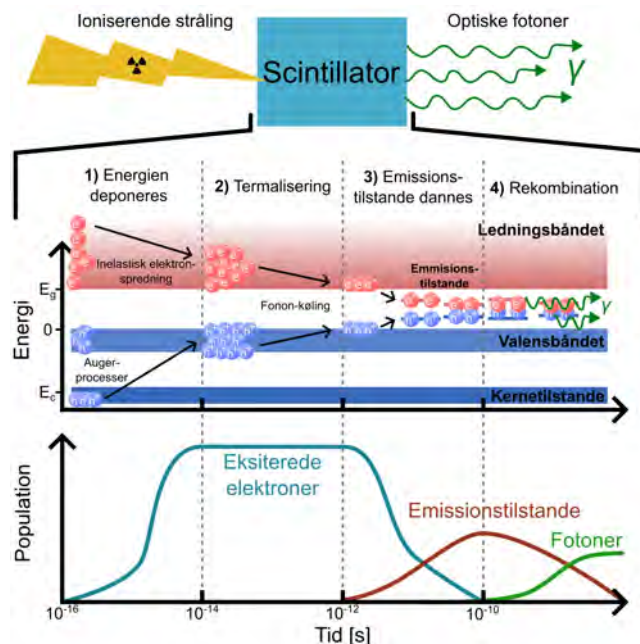 Ioniserende stråling
Optiske fotoner
Scintillator
γ
1) Energien
deponeres
2) Termalisering
3) Emissions-
tilstande dannes
4) Rekombination
Ledningsbåndet
Inelastisk elektron-
spredning
Emmisions-
tilstande
E_g
Fonon-køling
γ
0
Valensbåndet
Auger-
processer
E_c
Kernetilstande
Energi
Eksiterede
elektroner
Emissionstilstande
Fotoner
Population
10^-16
10^-14
10^-12
10^-10
Tid [s]